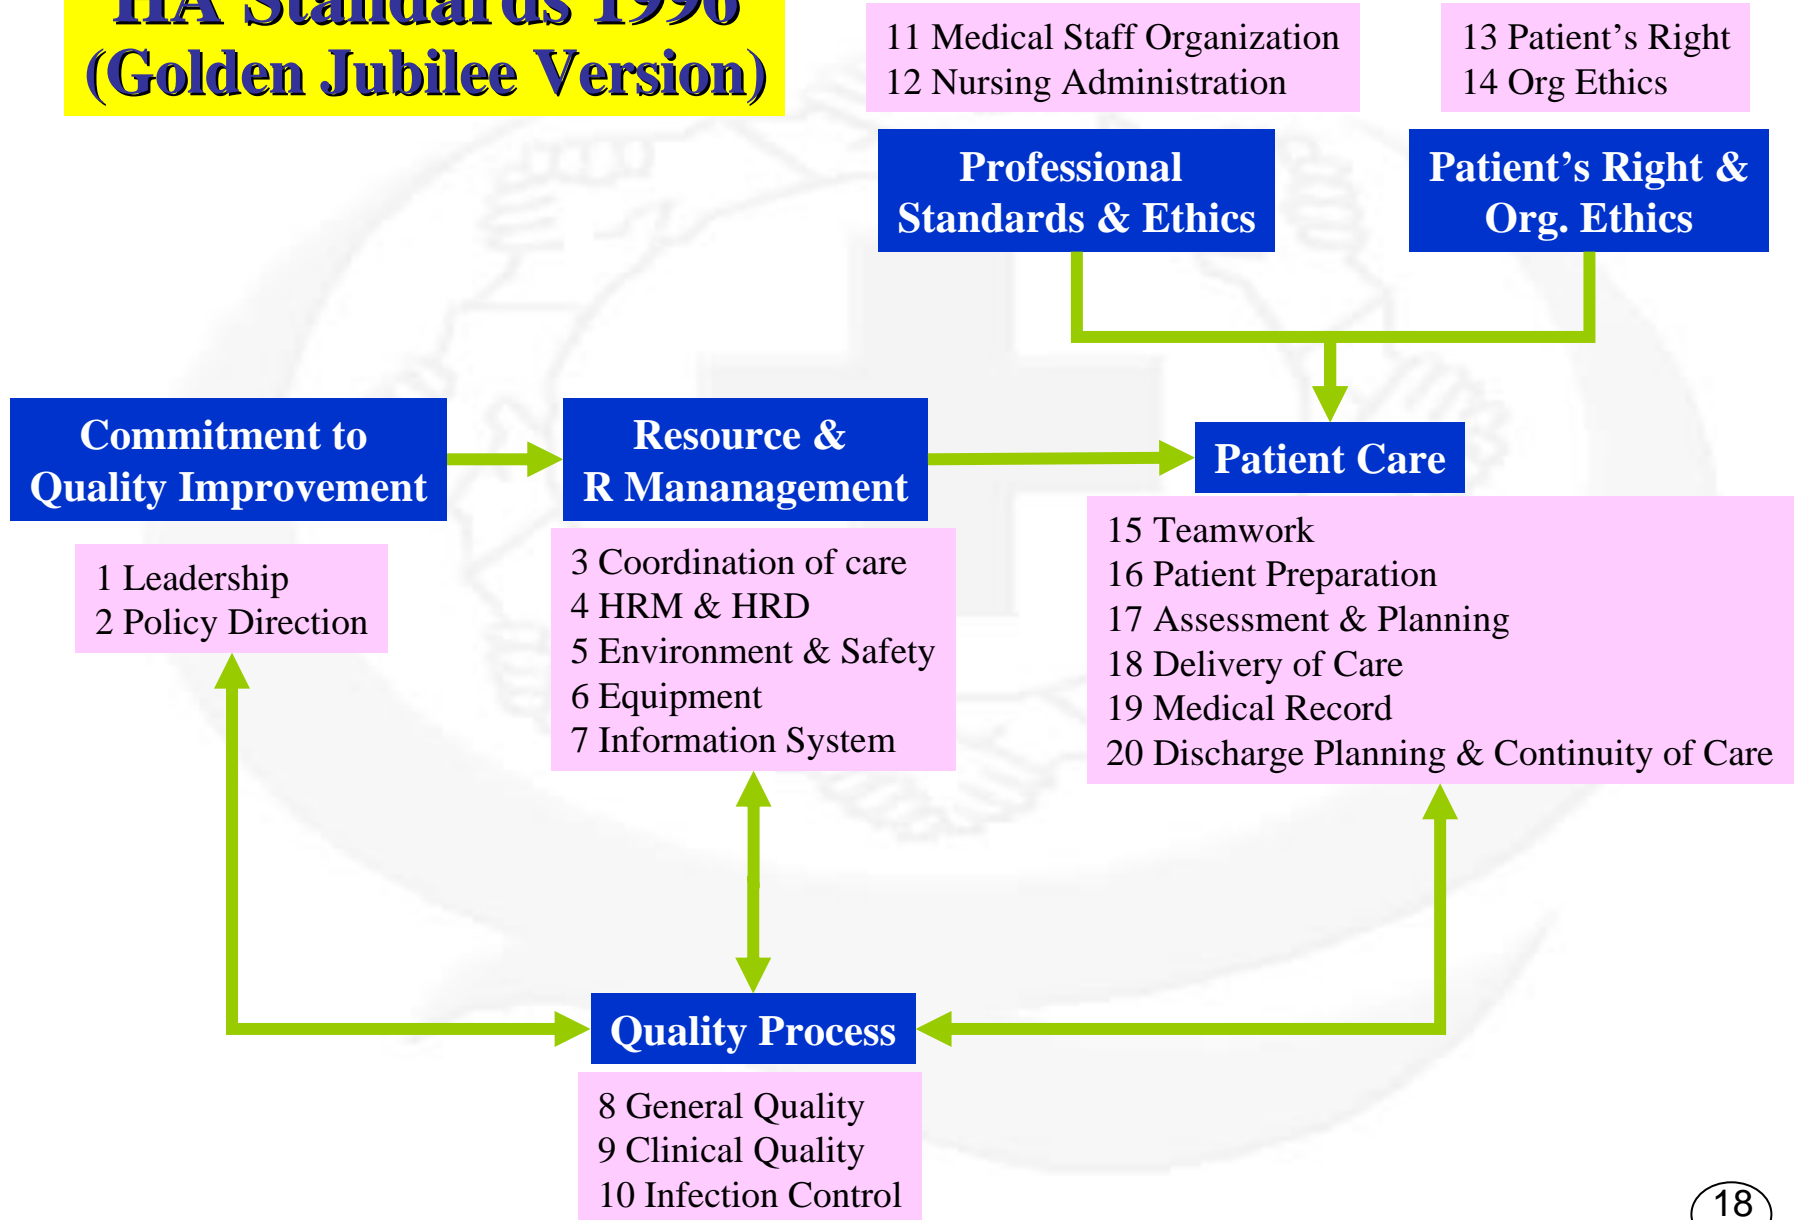 HA Standards 1996
(Golden Jubilee Version)
11 Medical Staff Organization
12 Nursing Administration
13 Patient's Right
14 Org Ethics
Professional
Standards & Ethics
Patient's Right &
Org. Ethics
Commitment to
Quality Improvement
1 Leadership
2 Policy Direction
Resource &
R Mananagement
3 Coordination of care
4 HRM & HRD
5 Environment & Safety
6 Equipment
7 Information System
Patient Care
15 Teamwork
16 Patient Preparation
17 Assessment & Planning
18 Delivery of Care
19 Medical Record
20 Discharge Planning & Continuity of Care
Quality Process
8 General Quality
9 Clinical Quality
10 Infection Control
18